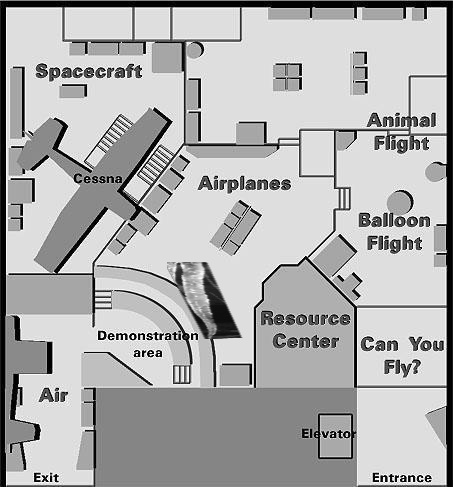 Spacecraft
Animal
Flight
Cessna
Airplanes
Balloon
Flight
Demonstration
area
Resource
Center
Can You
Fly?
Air
Elevator
Exit
Entrance